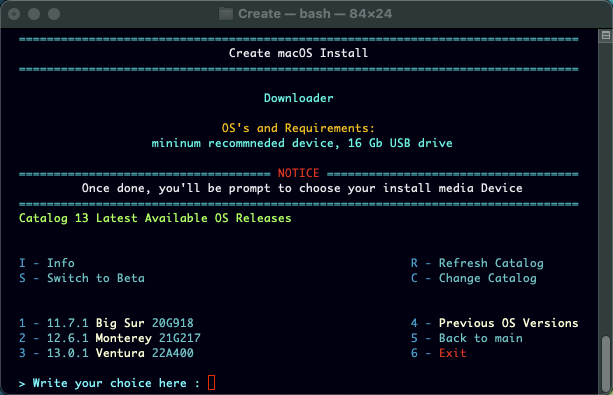 Create — bash — 84×24
============================================================================
Create macOS Install
============================================================================
Downloader
OS's and Requirements:
mininum recommneded device, 16 Gb USB drive
================================== NOTICE ==================================
Once done, you'll be prompt to choose your install media Device
============================================================================
Catalog 13 Latest Available OS Releases
I - Info R - Refresh Catalog
S - Switch to Beta C - Change Catalog
1 - 11.7.1 Big Sur 20G918 4 - Previous OS Versions
2 - 12.6.1 Monterey 21G217 5 - Back to main
3 - 13.0.1 Ventura 22A400 6 - Exit
> Write your choice here :